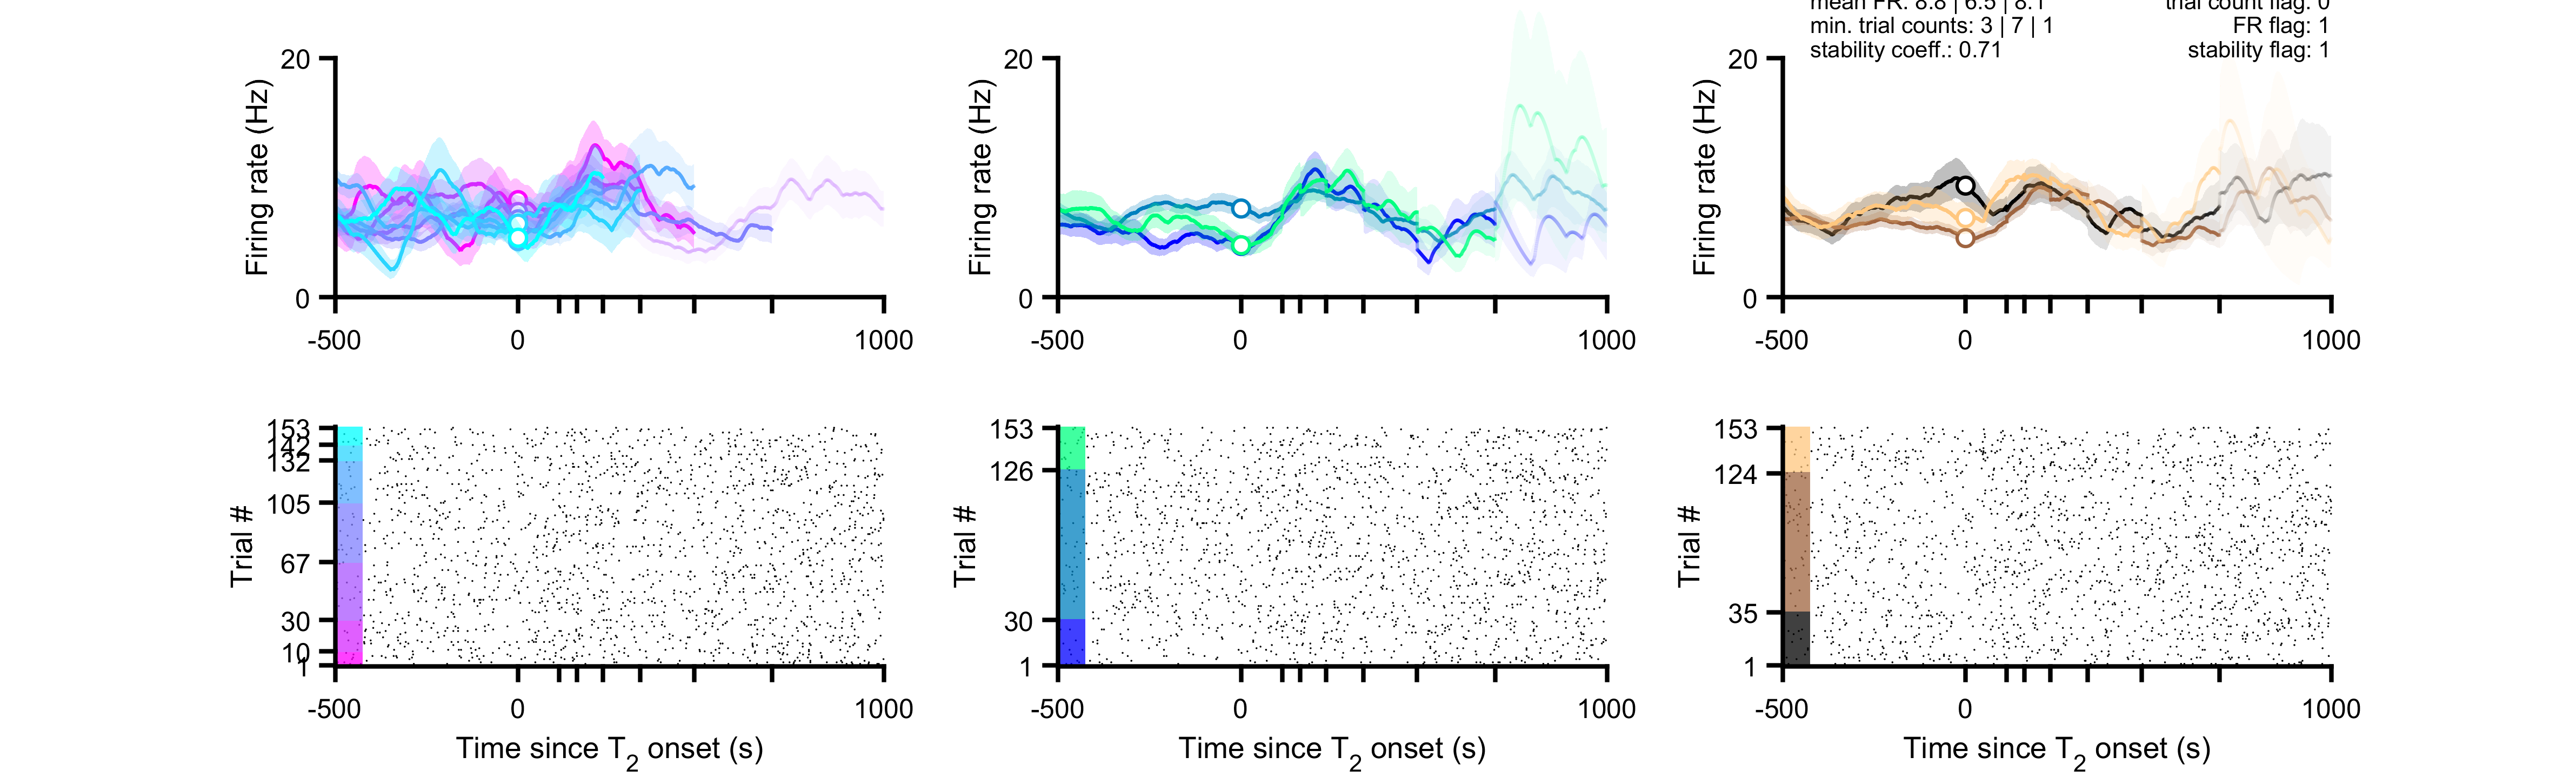 mean FR: 8.8 | 6.5 | 8.1
trial count flag: 0
min. trial counts: 3 | 7 | 1
FR flag: 1
stability coeff.: 0.71
stability flag: 1
20
20
20
Firing rate (Hz)
Firing rate (Hz)
Firing rate (Hz)
0
0
0
-500 0 1000
-500 0 1000
-500 0 1000
153
142
132
105
67
30
10
1
Trial #
153
126
30
1
Trial #
153
124
35
1
Trial #
-500 0 1000
-500 0 1000
-500 0 1000
Time since T2 onset (s)
Time since T2 onset (s)
Time since T2 onset (s)